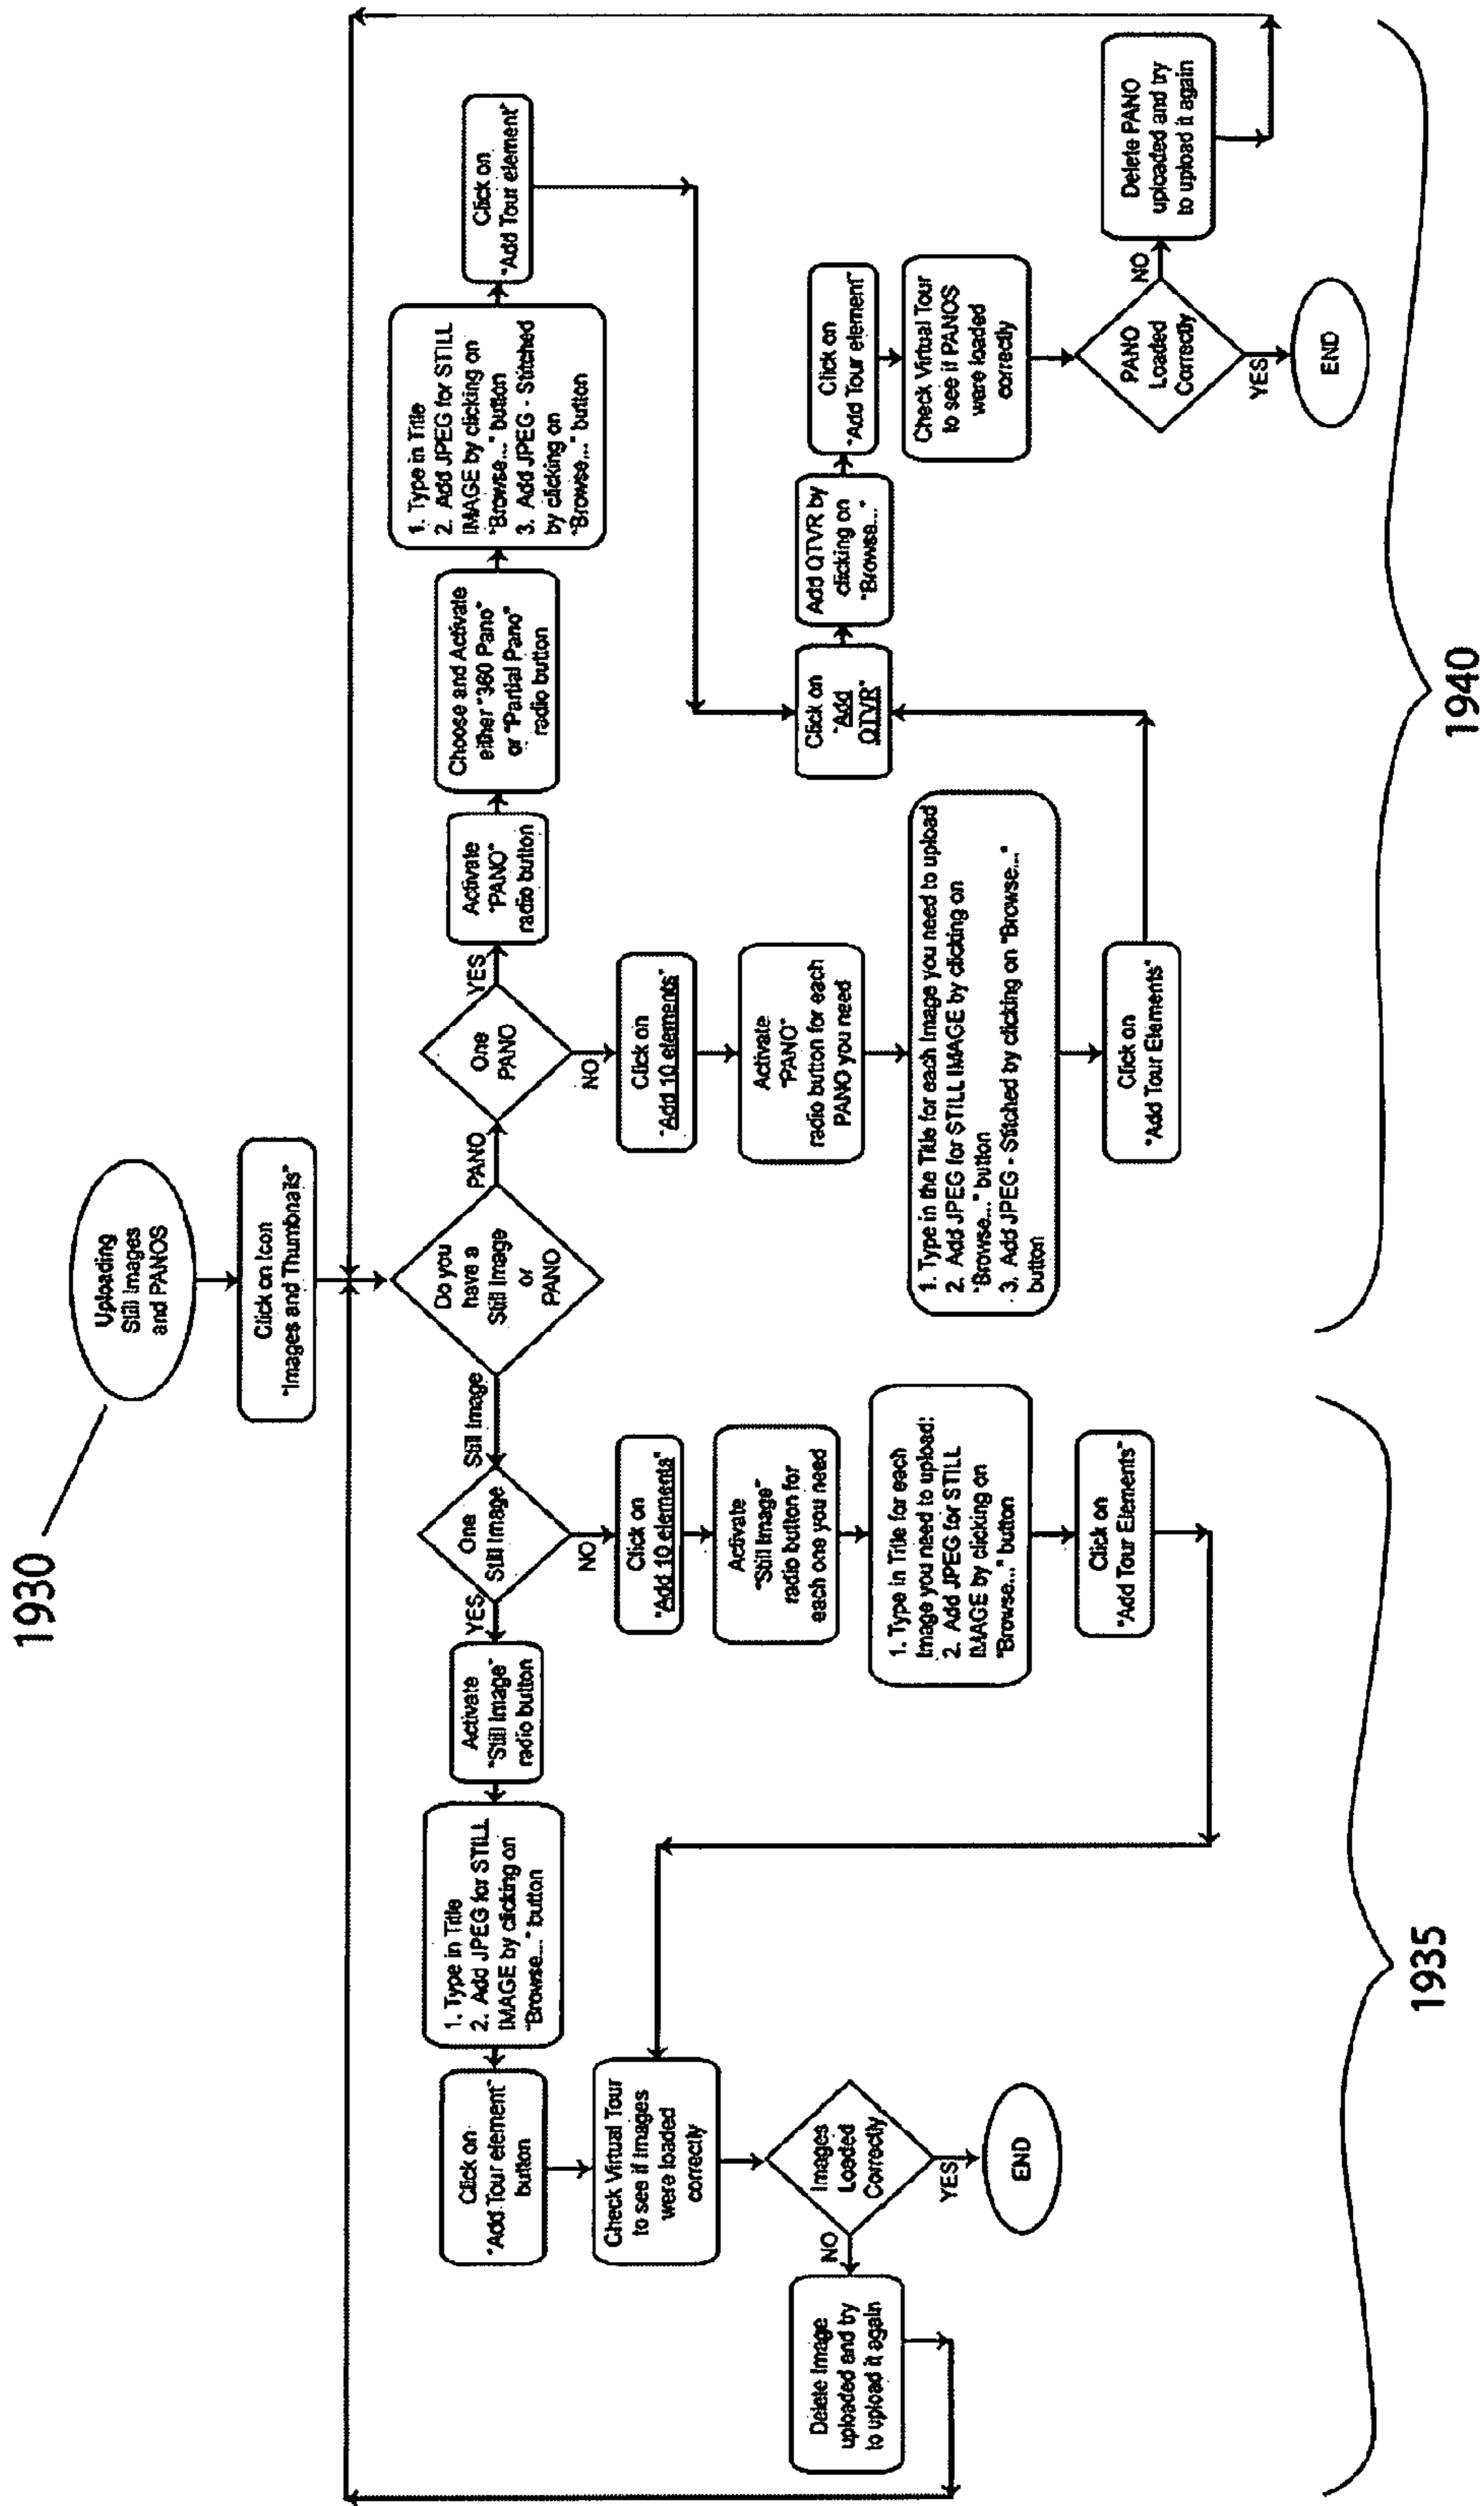 1930
Uploading
Still Images
and PANOS
Click on Icon
"Images and Thumbnails"
Do you
have a
Still Image
or
PANO
Still Image
PANO
One
Still Image
YES
NO
Activate
"Still Image"
radio button
1. Type in Title
2. Add JPEG for STILL
IMAGE by clicking on
"Browse..." button
Click on
"Add Tour element"
button
Click on
"Add 10 elements"
Activate
"Still Image"
radio button for
each one you need
1. Type in Title for each
Image you need to upload:
2. Add JPEG for STILL
IMAGE by clicking on
"Browse..." button
Click on
"Add Tour Elements"
Check Virtual Tour
to see if Images
were loaded
correctly
Images
Loaded
Correctly
NO
YES
Delete Image
uploaded and try
to upload it again
END
One
PANO
YES
NO
Activate
"PANO"
radio button
Choose and Activate
either "360 Pano"
or "Partial Pano"
radio button
1. Type in Title
2. Add JPEG for STILL
IMAGE by clicking on
"Browse..." button
3. Add JPEG - Stitched
by clicking on
"Browse..." button
Click on
"Add Tour element"
Click on
"Add 10 elements"
Activate
"PANO"
radio button for each
PANO you need
1. Type in the Title for each Image you need to upload
2. Add JPEG for STILL IMAGE by clicking on
"Browse..." button
3. Add JPEG - Stitched by clicking on "Browse..."
button
Click on
"Add Tour Elements"
Click on
"Add
QTVR"
Add QTVR by
clicking on
"Browse..."
Click on
"Add Tour element"
Check Virtual Tour
to see if PANOS
were loaded
correctly
PANO
Loaded
Correctly
NO
YES
Delete PANO
uploaded and try
to upload it again
END
1935
1940